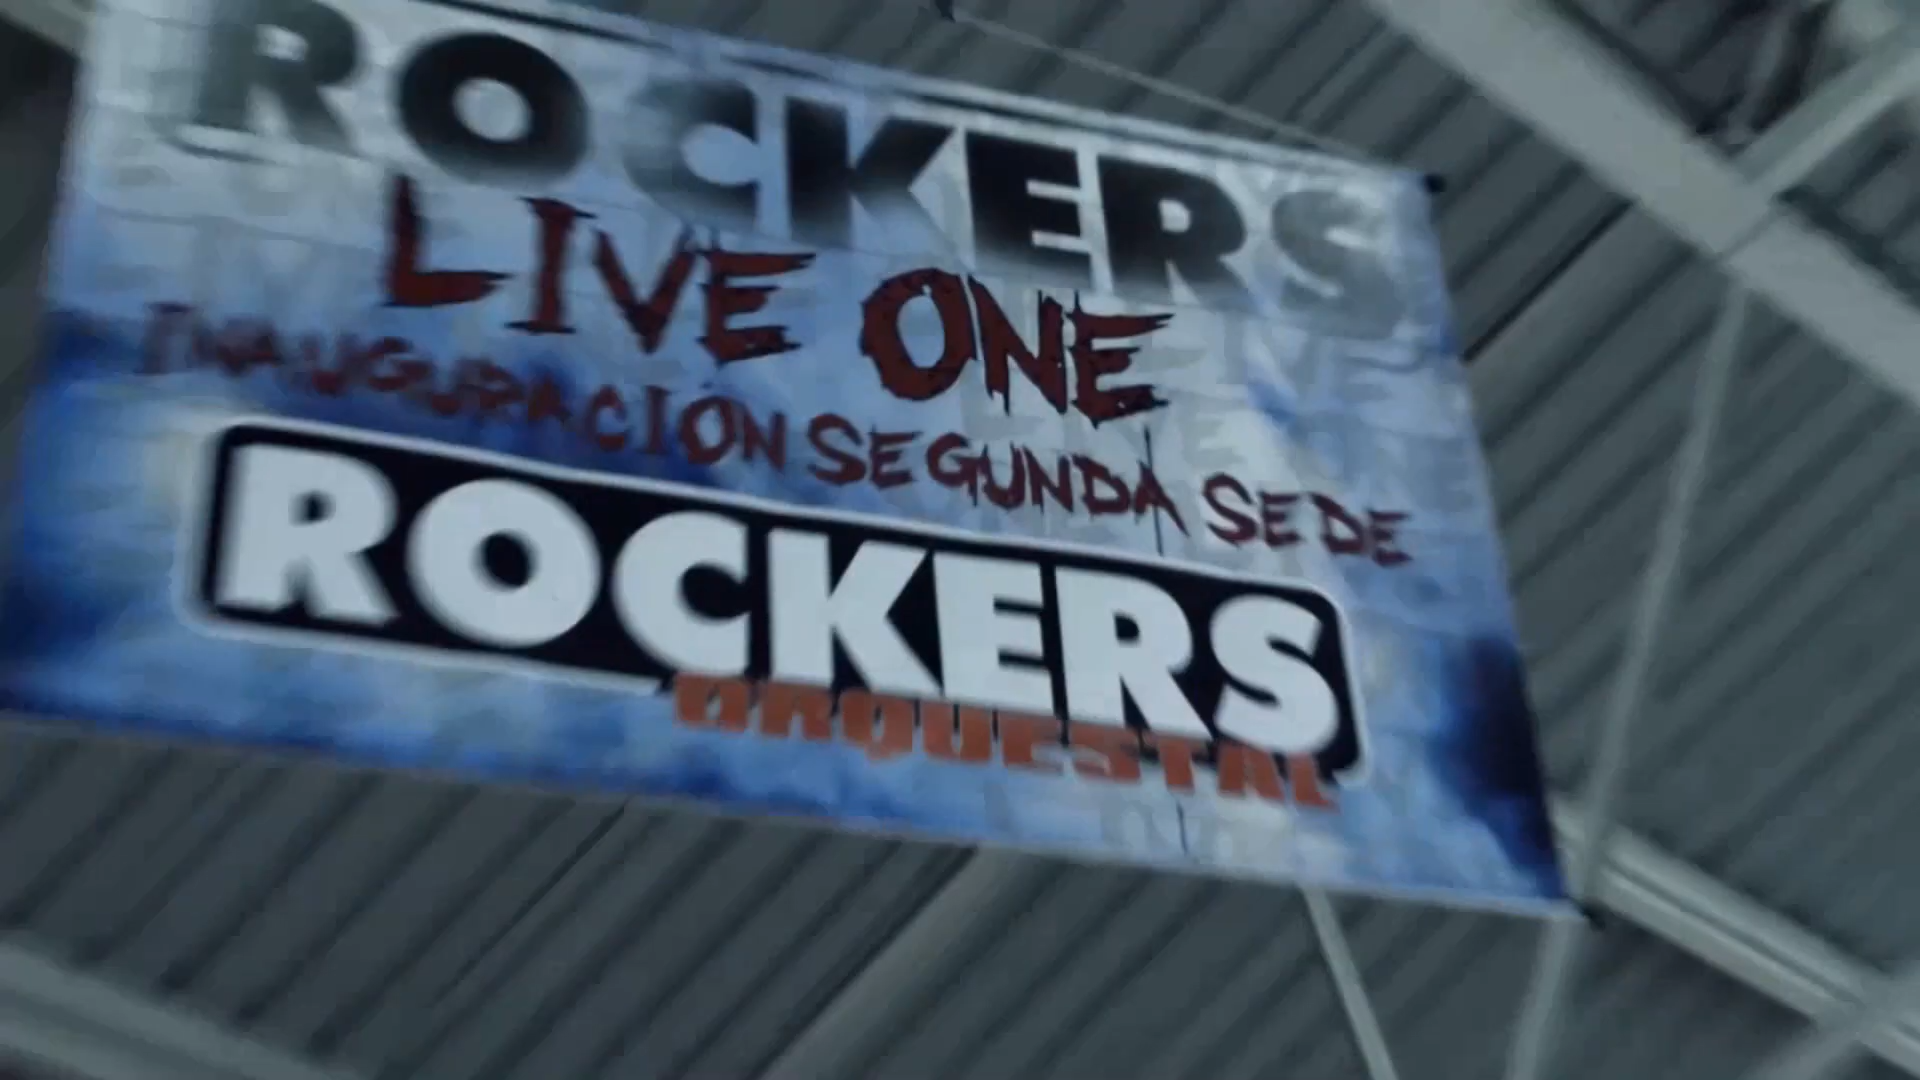 ROCKERS
LIVE ONE
INAUGURACIÓN SEGUNDA SEDE
ROCKERS
ORQUESTAL